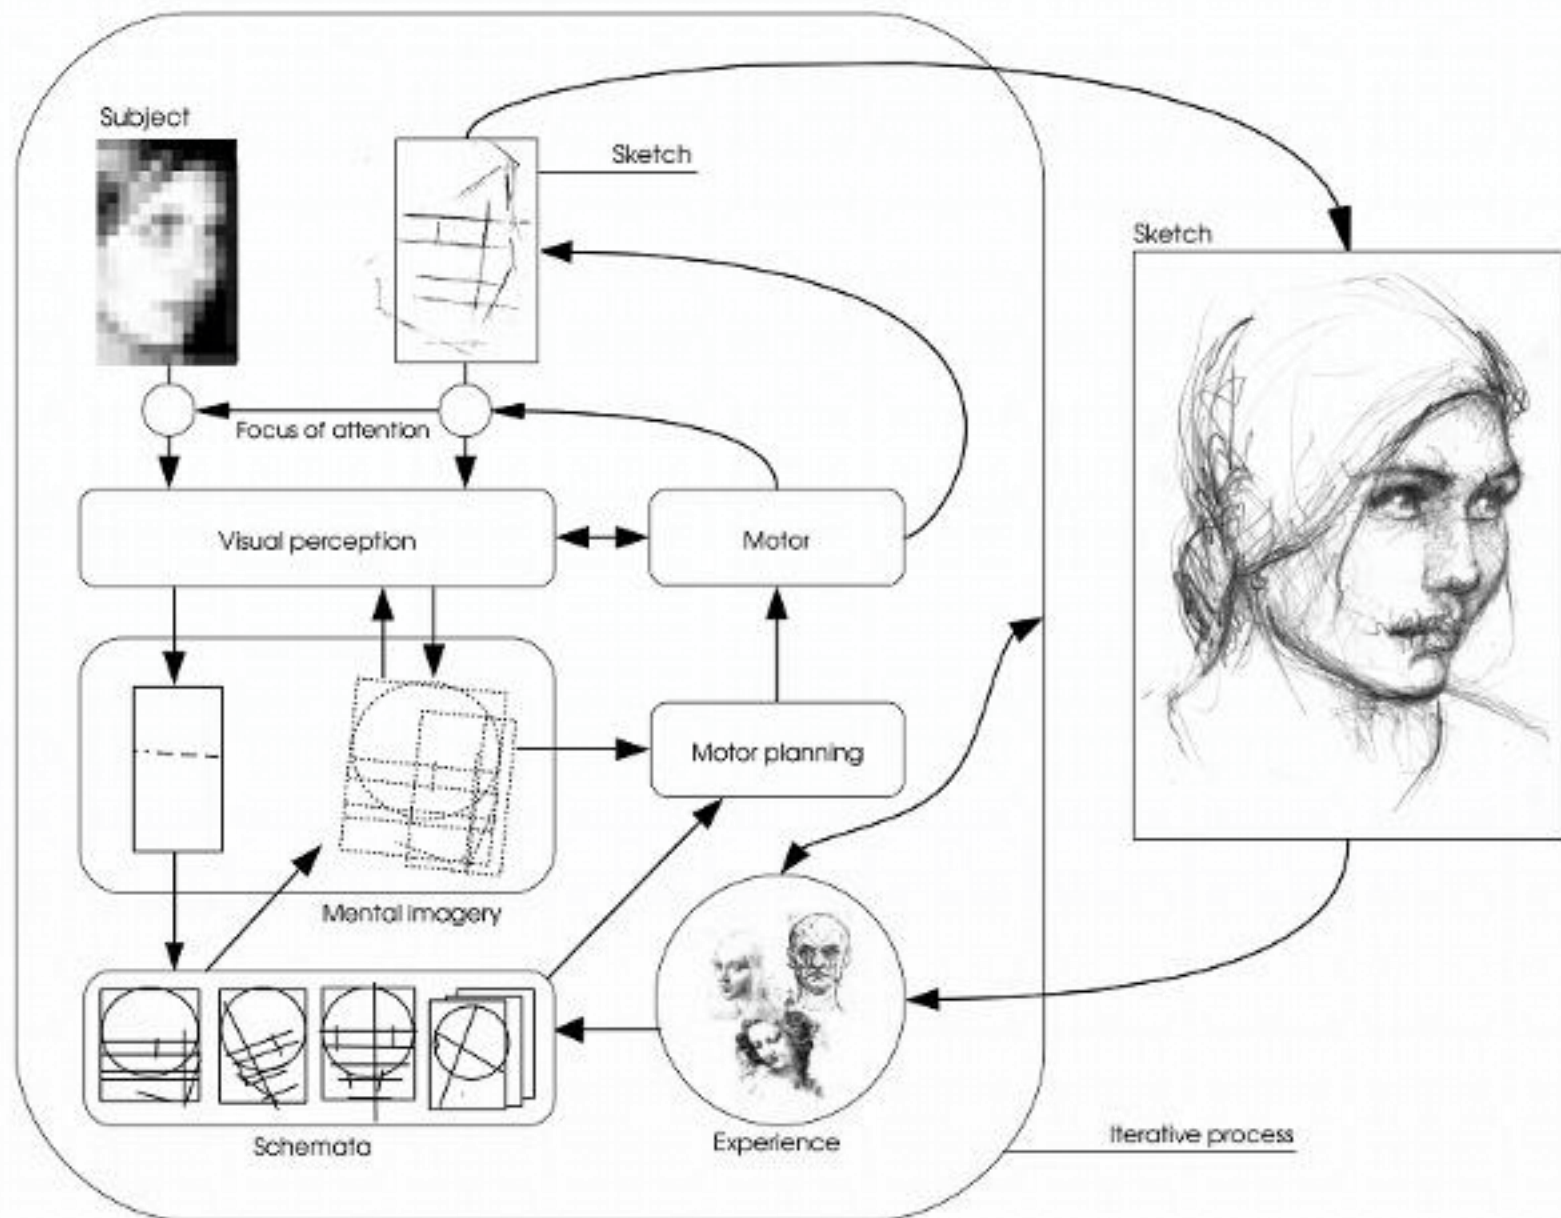 Subject
Sketch
Sketch
Focus of attention
Visual perception
Motor
Motor planning
Mental imagery
Schemata
Experience
Iterative process